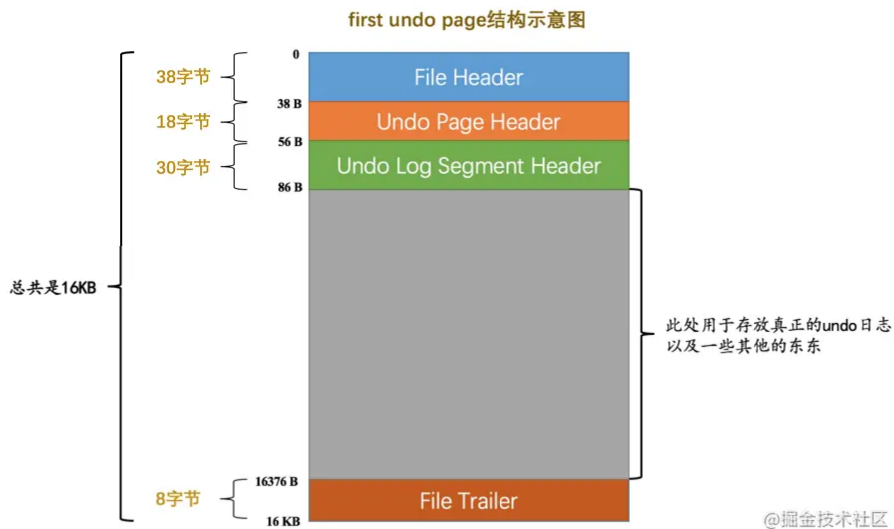 first undo page结构示意图
0
38字节
File Header
38 B
18字节
Undo Page Header
56 B
30字节
Undo Log Segment Header
86 B
总共是16KB
此处用于存放真正的undo日志
以及一些其他的东东
16376 B
8字节
File Trailer
16 KB
@掘金技术社区